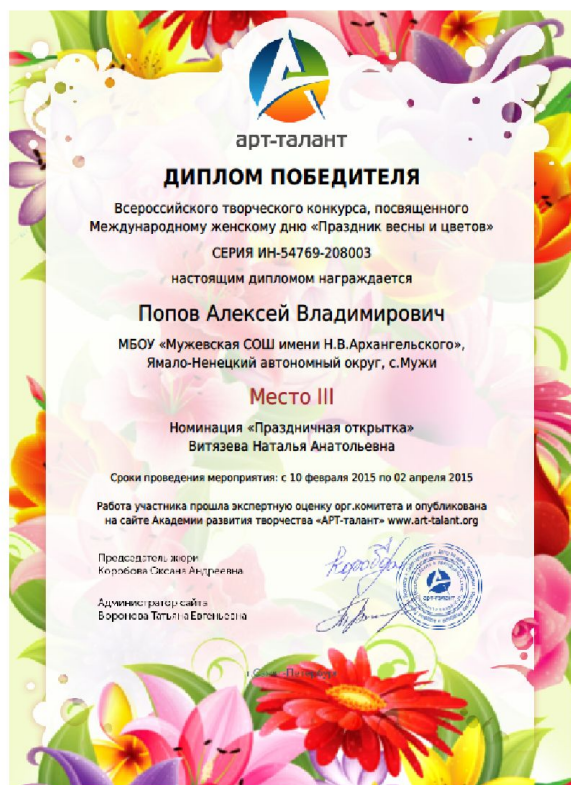 арт-талант
ДИПЛОМ ПОБЕДИТЕЛЯ
Всероссийского творческого конкурса, посвященного
Международному женскому дню «Праздник весны и цветов»
СЕРИЯ ИН-54769-208003
настоящим дипломом награждается
Попов Алексей Владимирович
МБОУ «Мужевская СОШ имени Н.В.Архангельского»,
Ямало-Ненецкий автономный округ, с.Мужи
Место III
Номинация «Праздничная открытка»
Витязева Наталья Анатольевна
Сроки проведения мероприятия: с 10 февраля 2015 по 02 апреля 2015
Работа участника прошла экспертную оценку орг.комитета и опубликована
на сайте Академии развития творчества «АРТ-талант» www.art-talant.org
Председатель жюри
Коробова Оксана Андреевна
Администратор сайта
Воронова Татьяна Евгеньевна
арт-талант